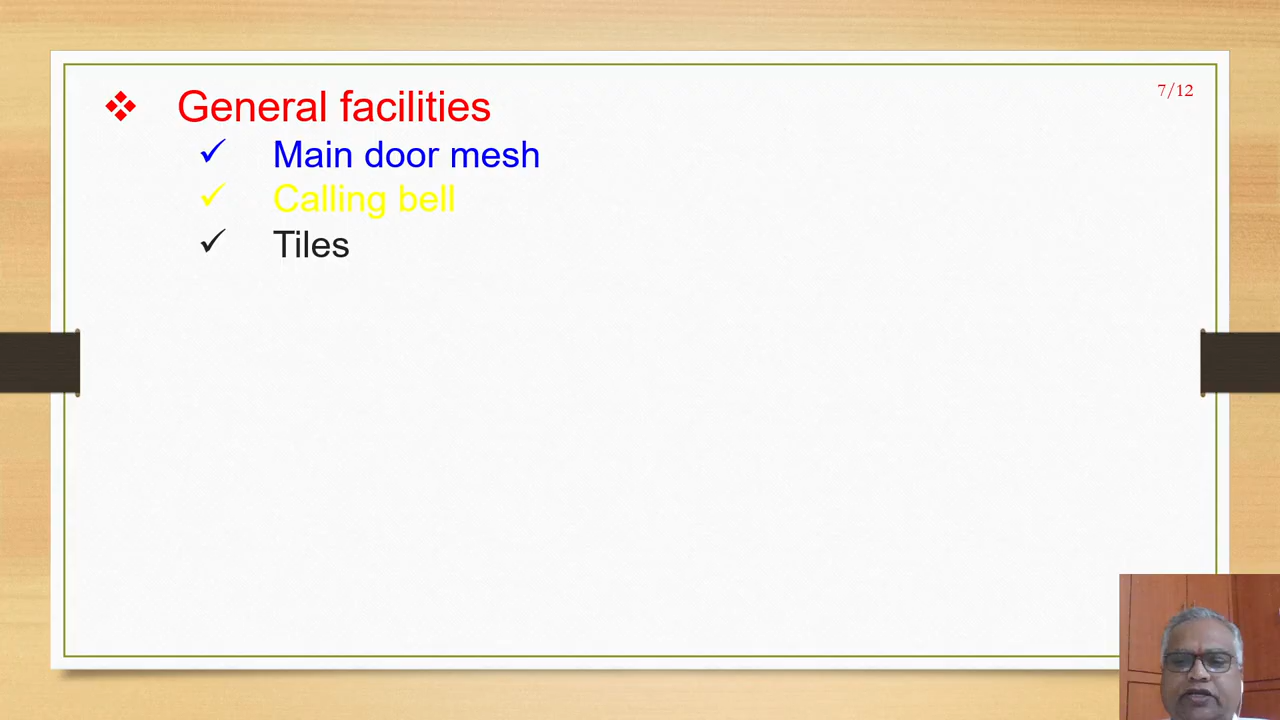 General facilities
7/12
Main door mesh
Calling bell
Tiles